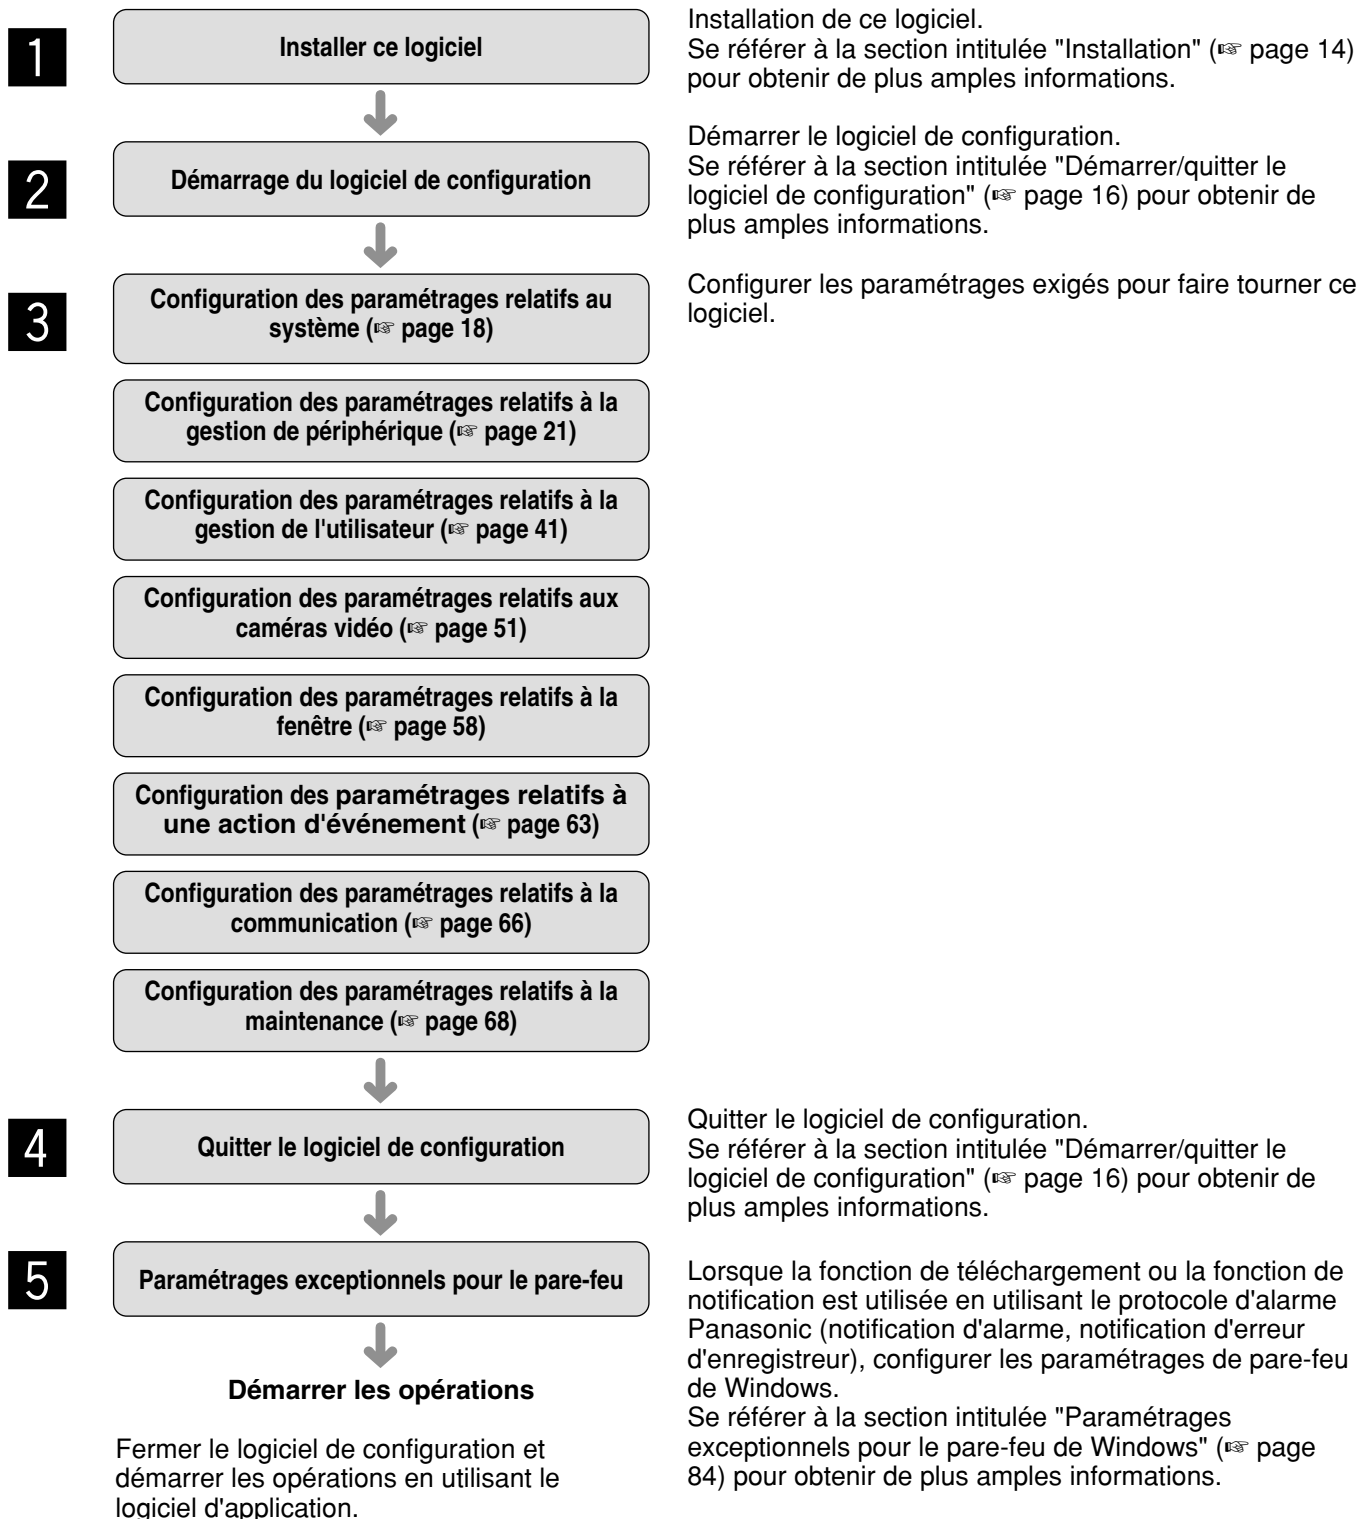 1
Installer ce logiciel
Installation de ce logiciel.
Se référer à la section intitulée "Installation" (☞ page 14)
pour obtenir de plus amples informations.
2
Démarrage du logiciel de configuration
Démarrer le logiciel de configuration.
Se référer à la section intitulée "Démarrer/quitter le
logiciel de configuration" (☞ page 16) pour obtenir de
plus amples informations.
3
Configuration des paramétrages relatifs au
système (☞ page 18)
Configurer les paramétrages exigés pour faire tourner ce
logiciel.
Configuration des paramétrages relatifs à la
gestion de périphérique (☞ page 21)
Configuration des paramétrages relatifs à la
gestion de l'utilisateur (☞ page 41)
Configuration des paramétrages relatifs aux
caméras vidéo (☞ page 51)
Configuration des paramétrages relatifs à la
fenêtre (☞ page 58)
Configuration des paramétrages relatifs à
une action d'événement (☞ page 63)
Configuration des paramétrages relatifs à la
communication (☞ page 66)
Configuration des paramétrages relatifs à la
maintenance (☞ page 68)
4
Quitter le logiciel de configuration
Quitter le logiciel de configuration.
Se référer à la section intitulée "Démarrer/quitter le
logiciel de configuration" (☞ page 16) pour obtenir de
plus amples informations.
5
Paramétrages exceptionnels pour le pare-feu
Lorsque la fonction de téléchargement ou la fonction de
notification est utilisée en utilisant le protocole d'alarme
Panasonic (notification d'alarme, notification d'erreur
d'enregistreur), configurer les paramétrages de pare-feu
de Windows.
Se référer à la section intitulée "Paramétrages
exceptionnels pour le pare-feu de Windows" (☞ page
84) pour obtenir de plus amples informations.
Démarrer les opérations
Fermer le logiciel de configuration et
démarrer les opérations en utilisant le
logiciel d'application.